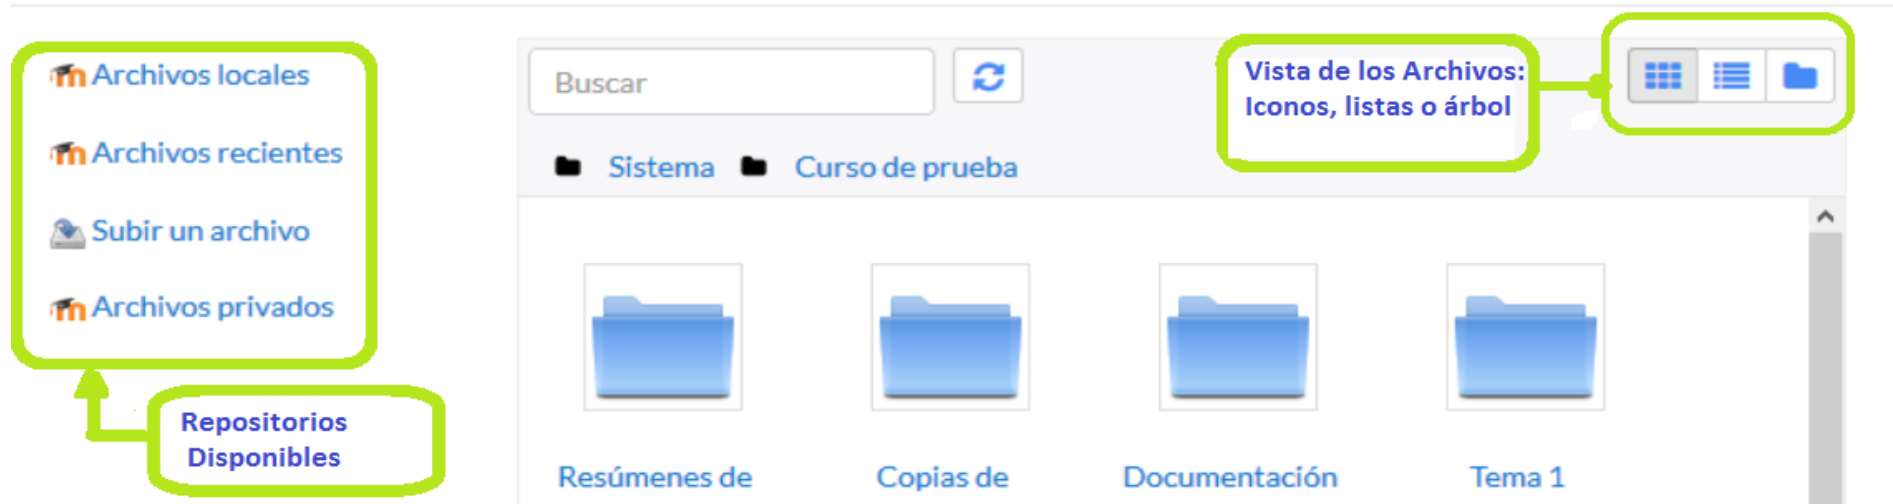 Archivos locales
Archivos recientes
Subir un archivo
Archivos privados
Repositorios
Disponibles
Buscar
Vista de los Archivos:
Iconos, listas o árbol
Sistema Curso de prueba
Resúmenes de
Copias de
Documentación
Tema 1